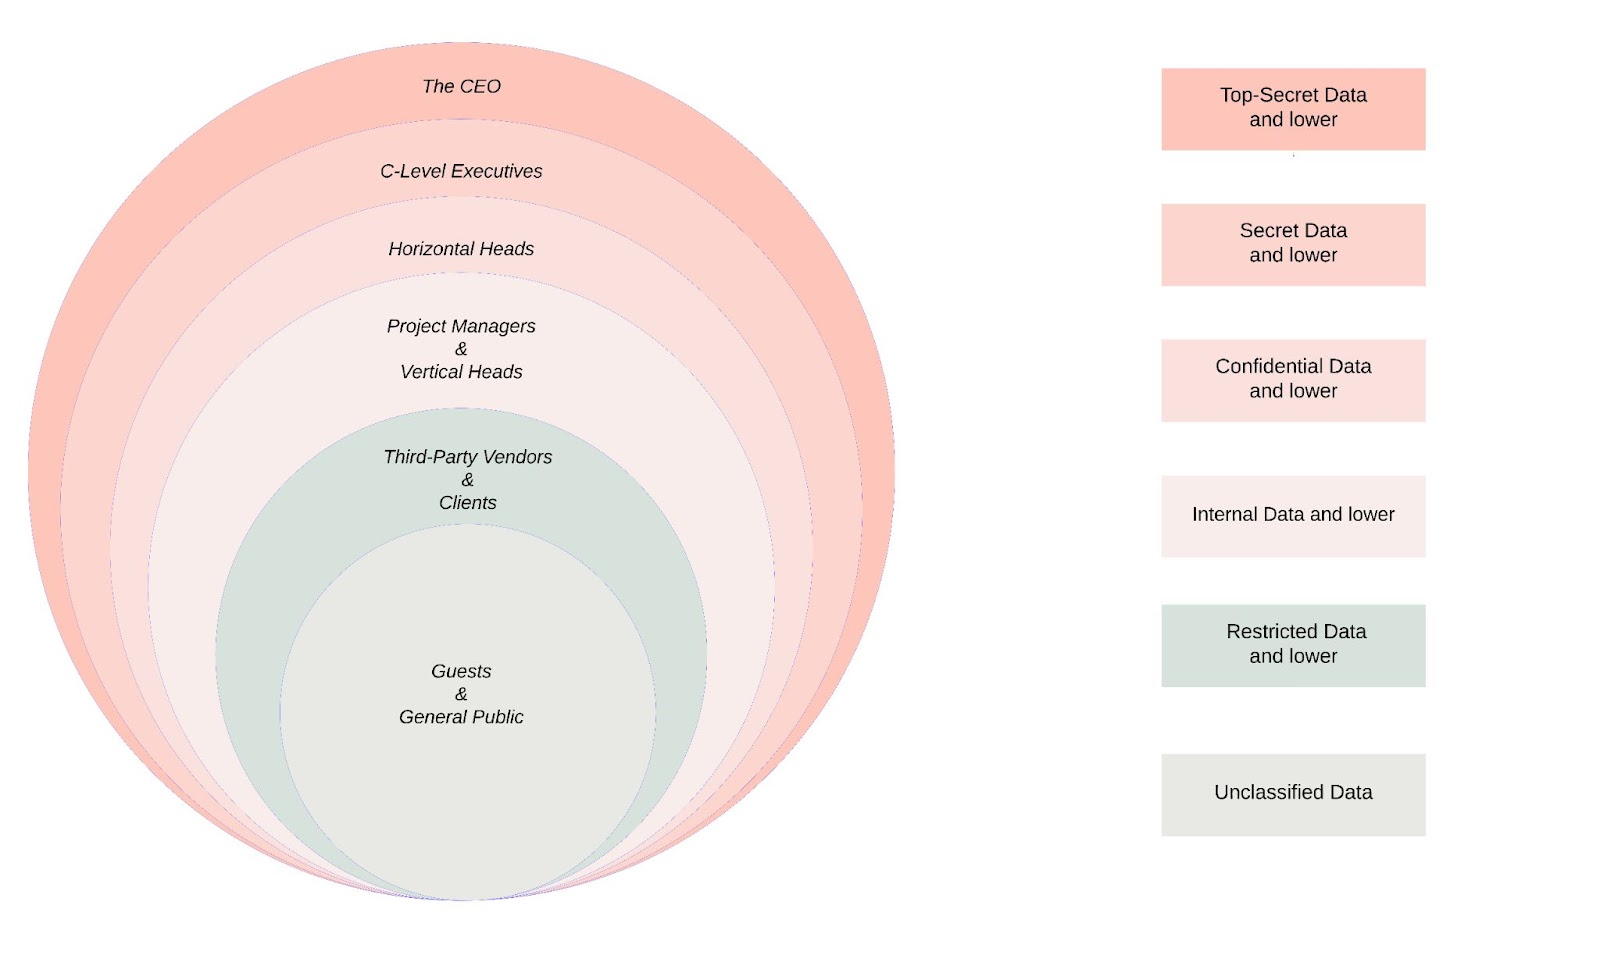 The CEO
C-Level Executives
Horizontal Heads
Project Managers
&
Vertical Heads
Third-Party Vendors
&
Clients
Guests
&
General Public
Top-Secret Data
and lower
Secret Data
and lower
Confidential Data
and lower
Internal Data and lower
Restricted Data
and lower
Unclassified Data